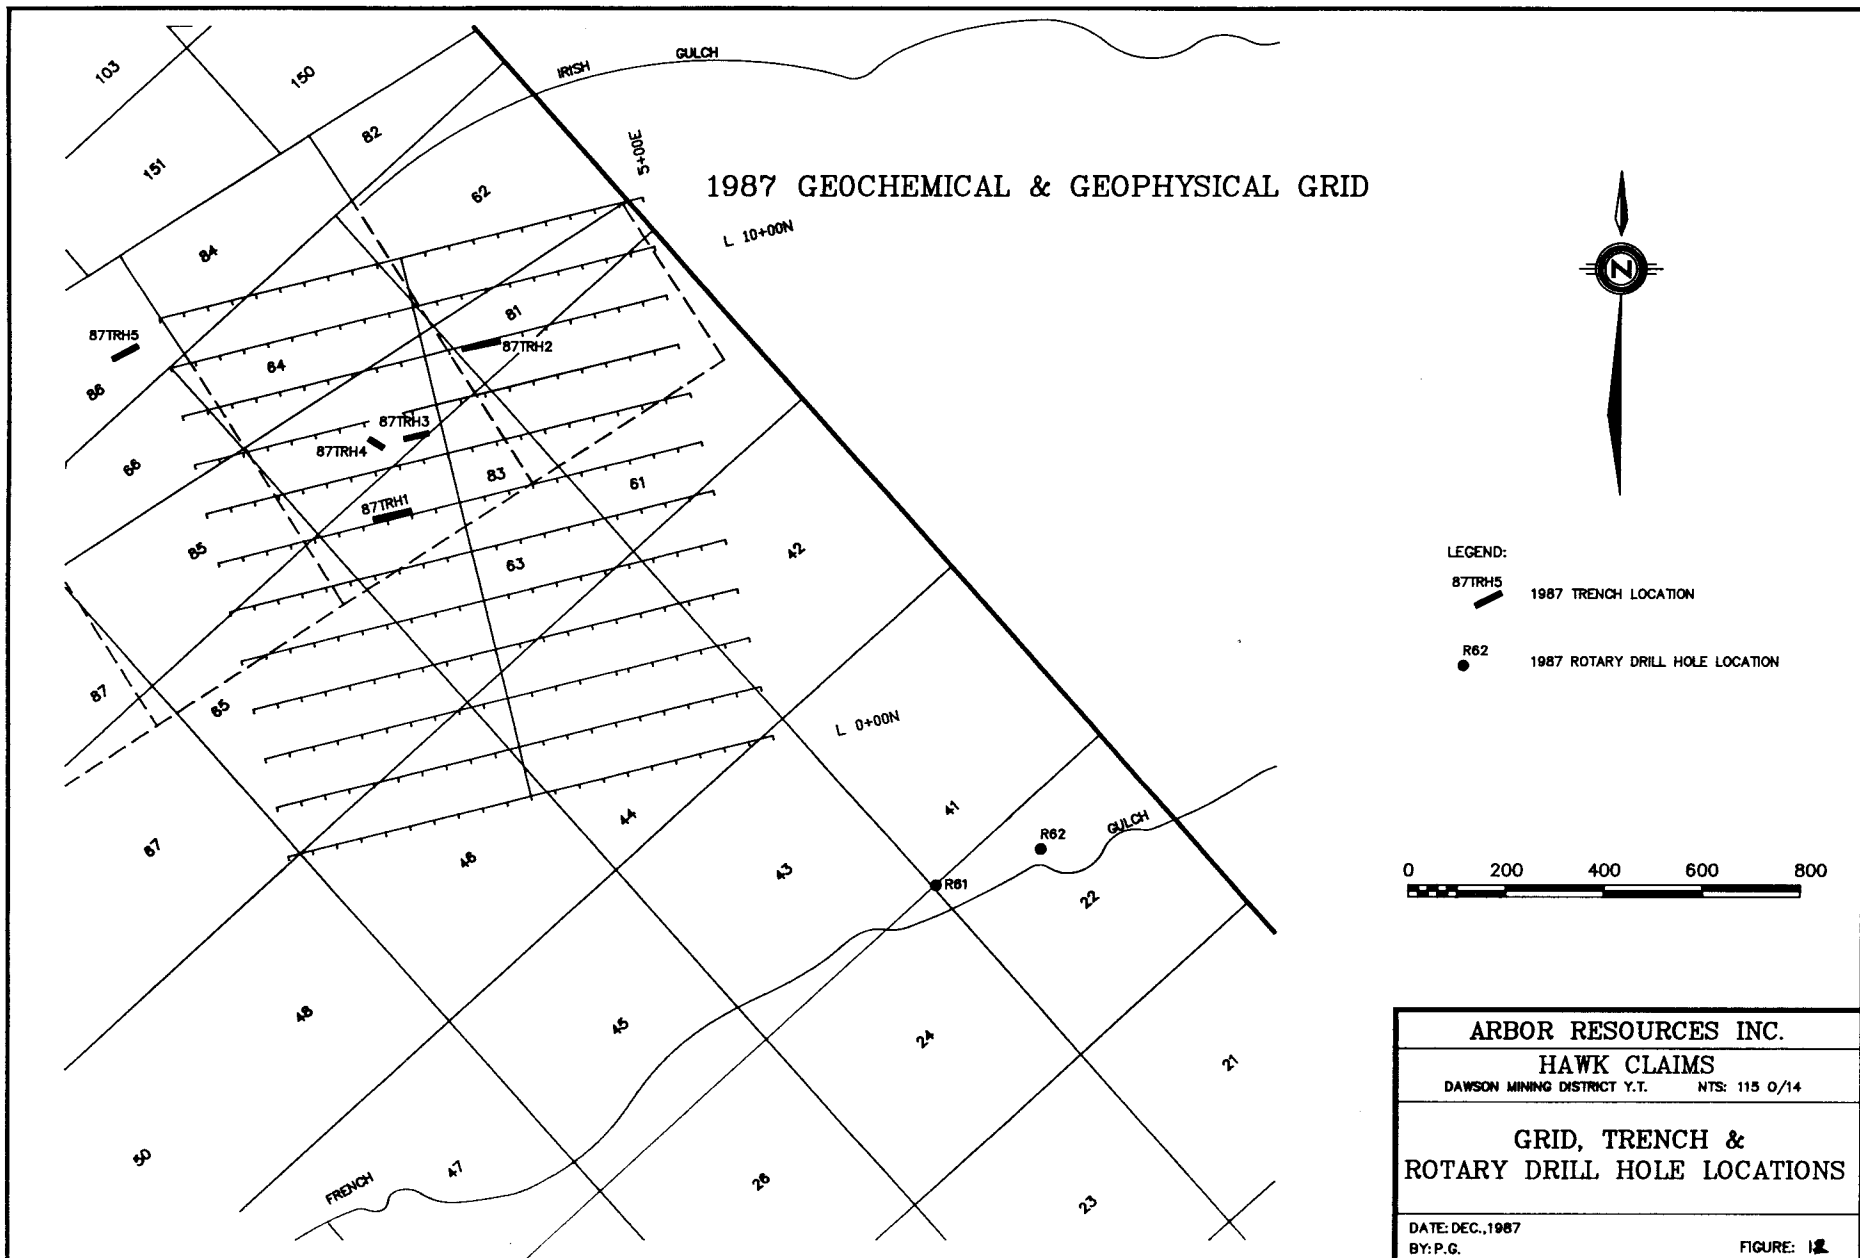 103
150
151
82
IRISH
GULCH
5+00E
1987 GEOCHEMICAL & GEOPHYSICAL GRID
62
L 10+00N
84
N
87TRH5
81
87TRH2
64
86
87TRH3
87TRH4
66
83
61
87TRH1
85
63
42
LEGEND:
87TRH5
1987 TRENCH LOCATION
R62
1987 ROTARY DRILL HOLE LOCATION
87
65
L 0+00N
67
46
44
41
R62
GULCH
43
R61
22
0 200 400 600 800
48
45
24
21
50
FRENCH
47
26
23
ARBOR RESOURCES INC.
HAWK CLAIMS
DAWSON MINING DISTRICT Y.T. NTS: 115 O/14
GRID, TRENCH &
ROTARY DRILL HOLE LOCATIONS
DATE: DEC.,1987
BY: P.G.
FIGURE: